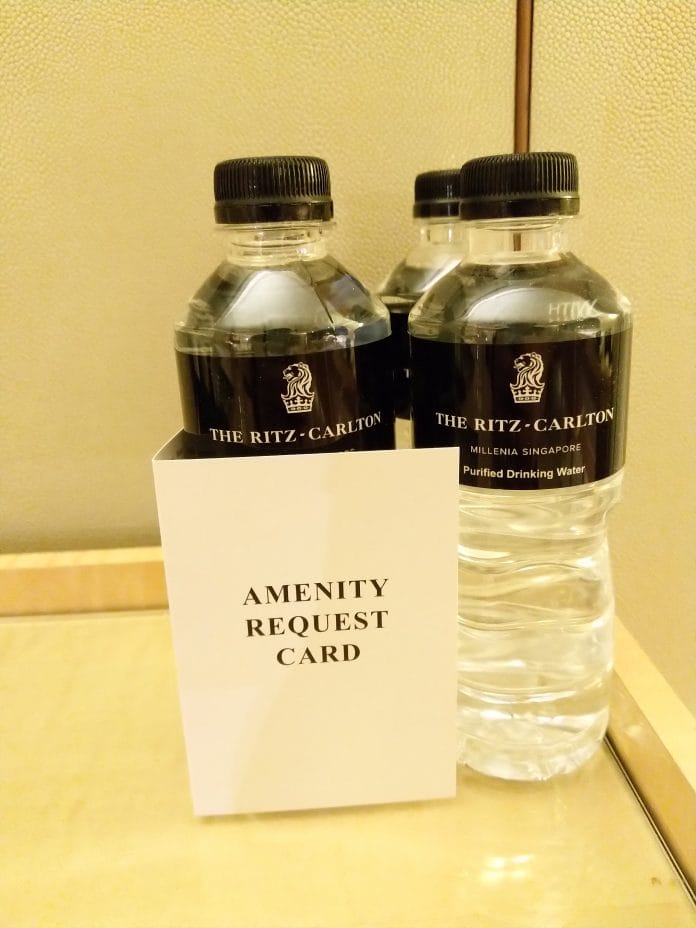 THE RITZ-CARLTON
THE RITZ-CARLTON
MILLENIA SINGAPORE
Purified Drinking Water
AMENITY
REQUEST
CARD